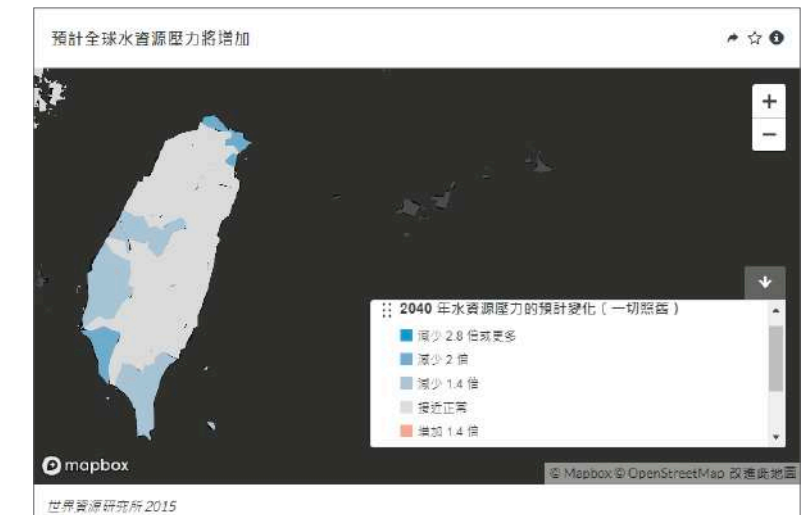 預計全球水資源壓力將增加
+
−
2040 年水資源壓力的預計變化(一切照舊)
減少 2.8 倍或更多
減少 2 倍
減少 1.4 倍
接近正常
增加 1.4 倍
mapbox
© Mapbox © OpenStreetMap 改進此地圖
世界資源研究所 2015